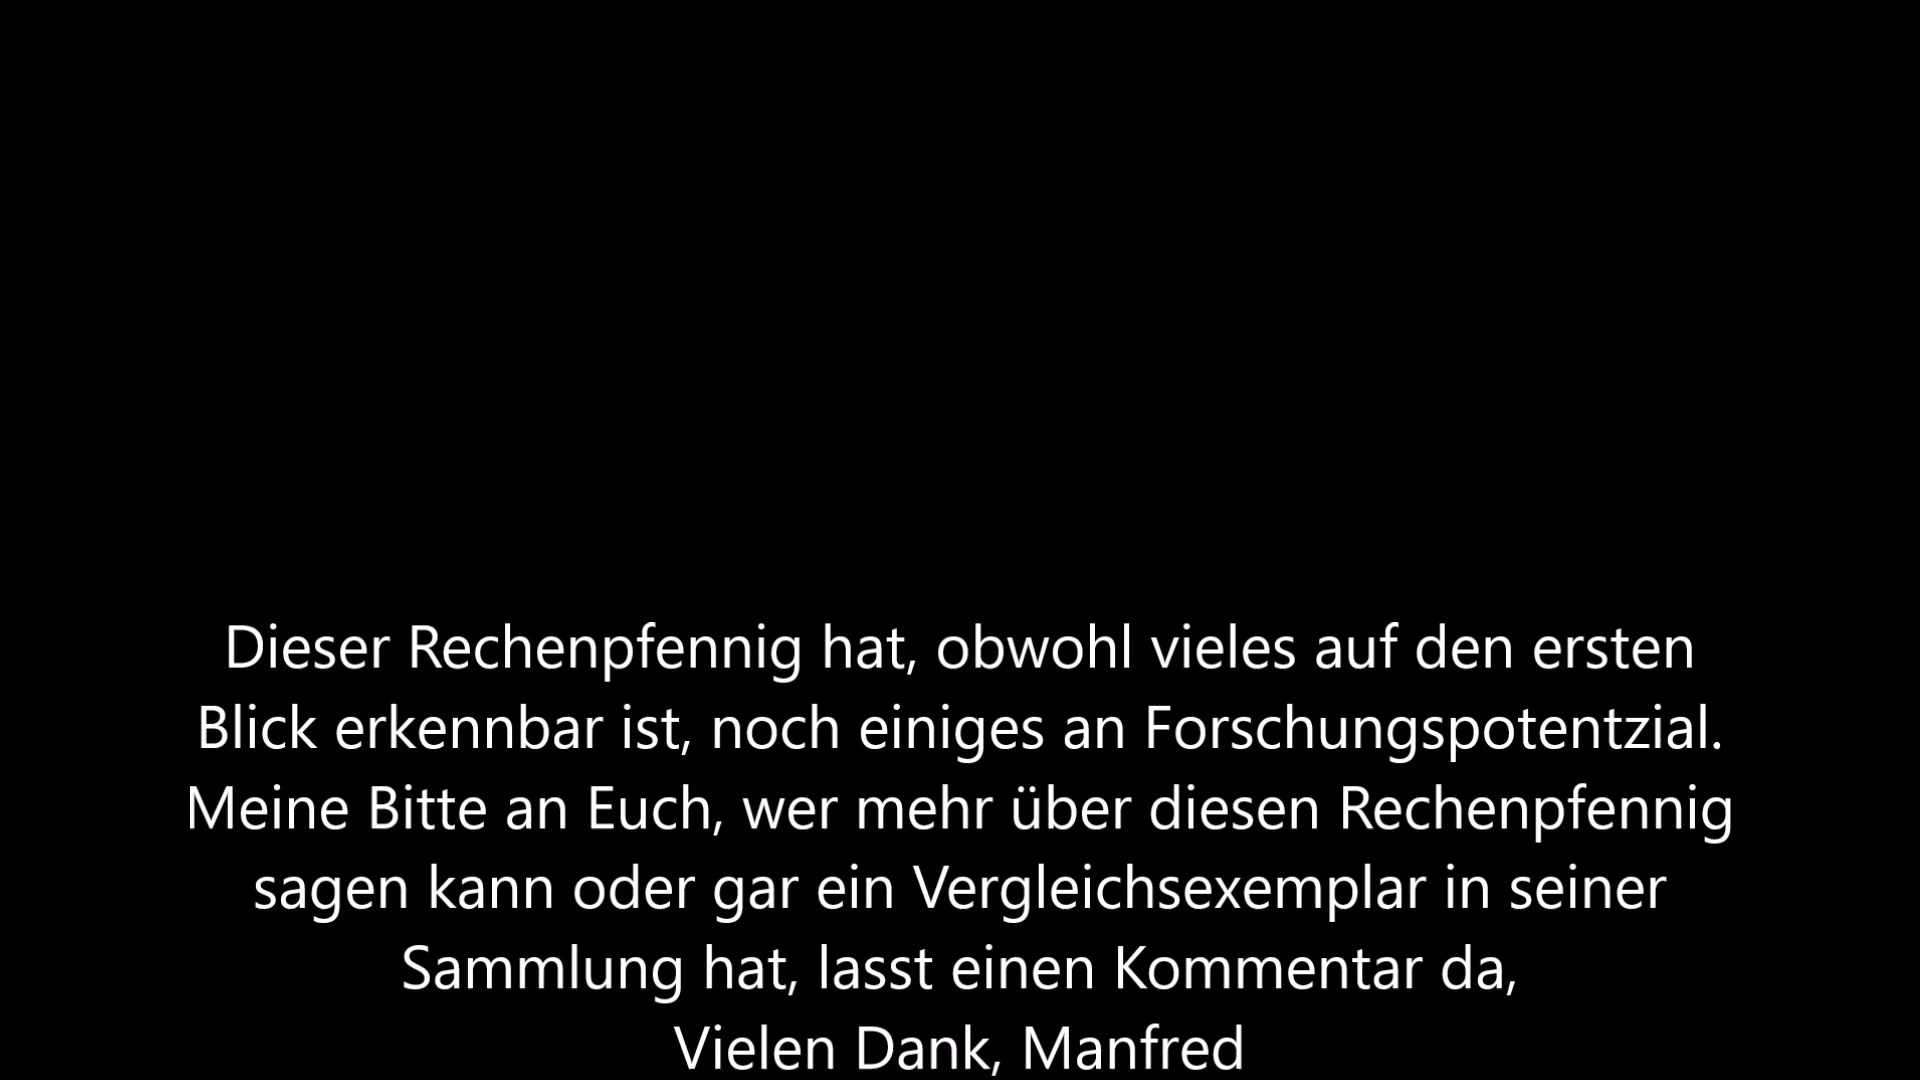 Dieser Rechenpfennig hat, obwohl vieles auf den ersten
Blick erkennbar ist, noch einiges an Forschungspotentzial.
Meine Bitte an Euch, wer mehr über diesen Rechenpfennig
sagen kann oder gar ein Vergleichsexemplar in seiner
Sammlung hat, lasst einen Kommentar da,
Vielen Dank, Manfred